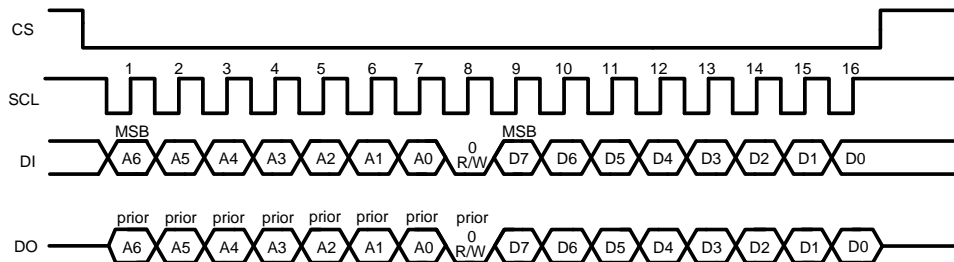 CS
1 2 3 4 5 6 7 8 9 10 11 12 13 14 15 16
SCL
MSB MSB
DI A6 A5 A4 A3 A2 A1 A0 0 R/W D7 D6 D5 D4 D3 D2 D1 D0
prior prior prior prior prior prior prior prior
DO A6 A5 A4 A3 A2 A1 A0 0 R/W D7 D6 D5 D4 D3 D2 D1 D0